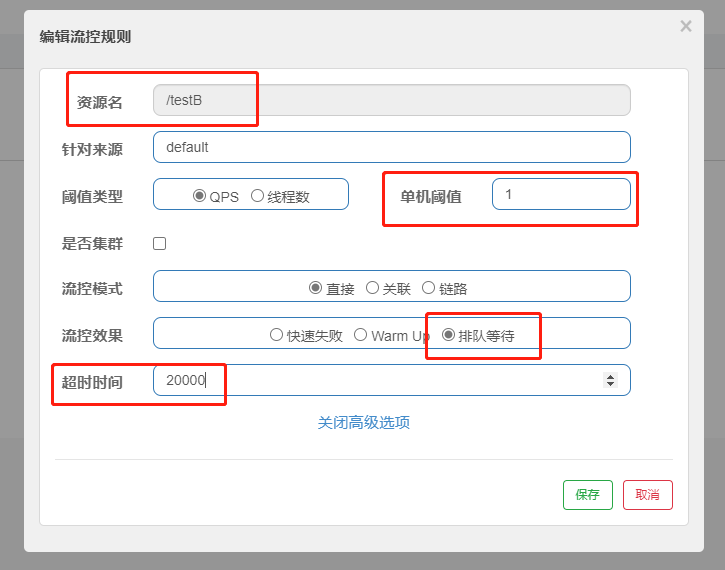 编辑流控规则 ×
资源名 /testB
针对来源 default
阈值类型 QPS 线程数 单机阈值 1
是否集群
流控模式 直接 关联 链路
流控效果 快速失败 Warm Up 排队等待
超时时间 20000
关闭高级选项
保存 取消